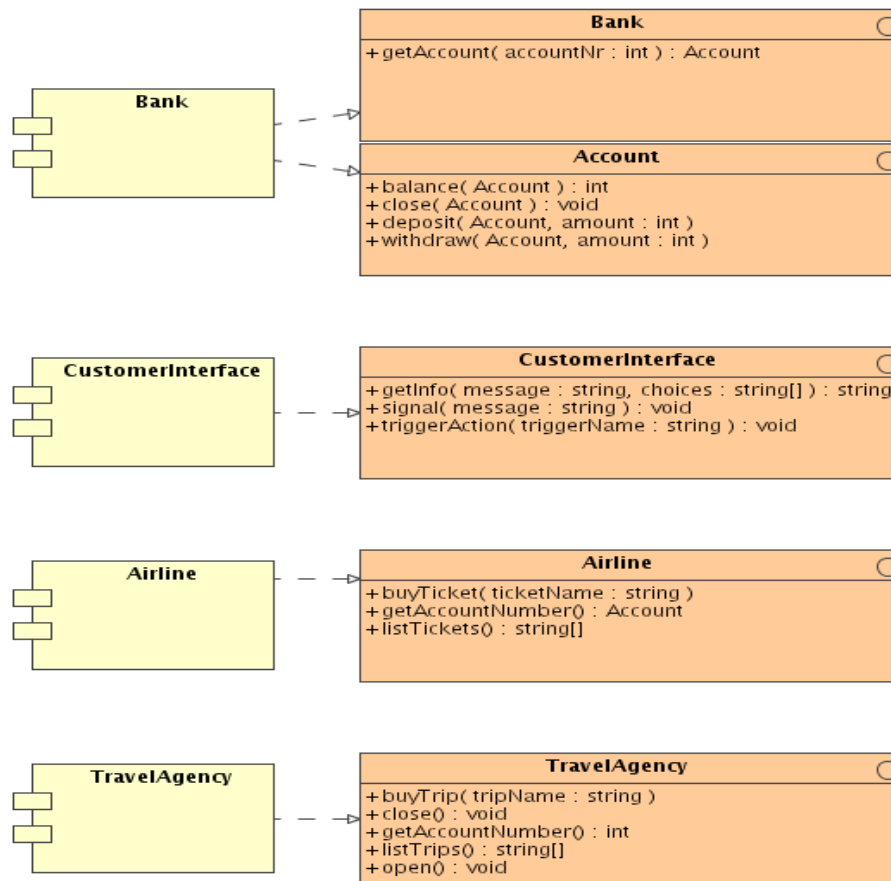 Bank
+getAccount( accountNr : int ) : Account
Bank
Account
+balance( Account ) : int
+close( Account ) : void
+deposit( Account, amount : int )
+withdraw( Account, amount : int )
CustomerInterface
CustomerInterface
+getInfo( message : string, choices : string[] ) : string
+signal( message : string ) : void
+triggerAction( triggerName : string ) : void
Airline
Airline
+buyTicket( ticketName : string )
+getAccountNumber() : Account
+listTickets() : string[]
TravelAgency
TravelAgency
+buyTrip( tripName : string )
+close() : void
+getAccountNumber() : int
+listTrips() : string[]
+open() : void